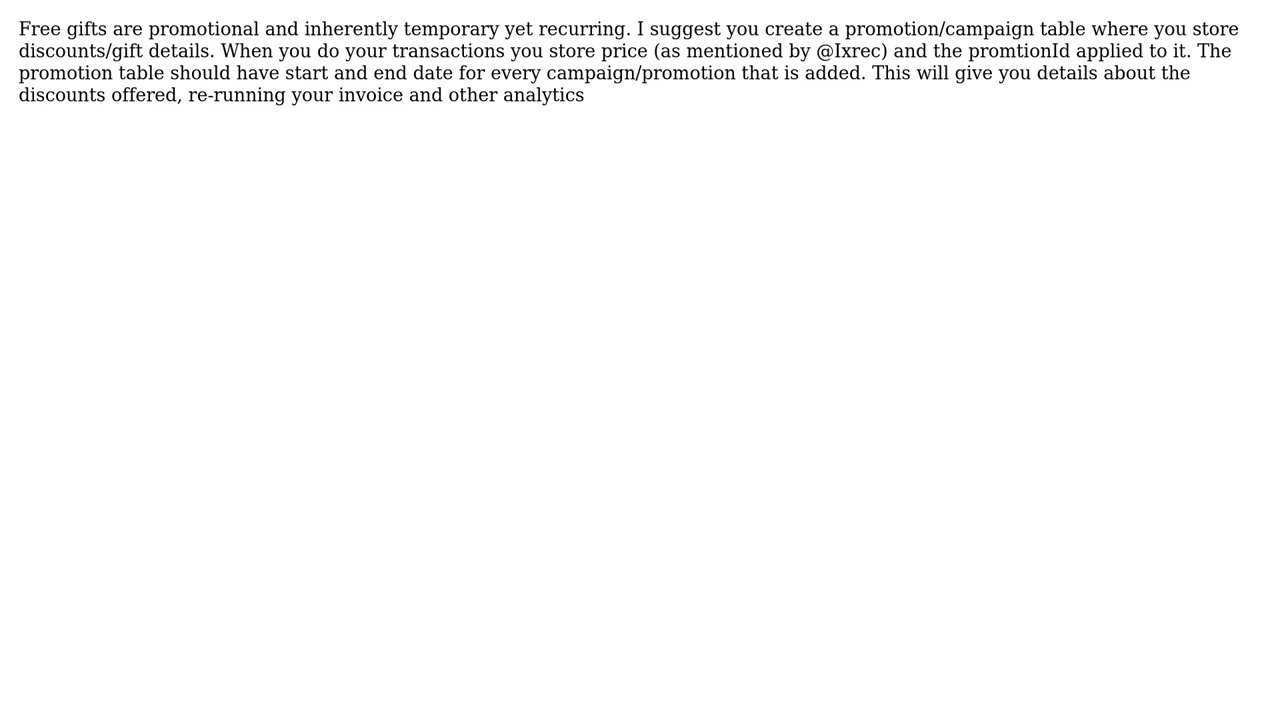 Free gifts are promotional and inherently temporary yet recurring. I suggest you create a promotion/campaign table where you store
discounts/gift details. When you do your transactions you store price (as mentioned by @Ixrec) and the promtionId applied to it. The
promotion table should have start and end date for every campaign/promotion that is added. This will give you details about the
discounts offered, re-running your invoice and other analytics